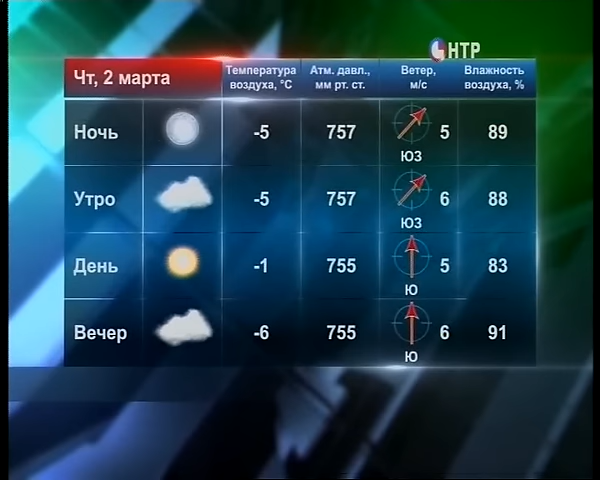 НТР
Чт, 2 марта
Температура воздуха, °С
Атм. давл., мм рт. ст.
Ветер, м/с
Влажность воздуха, %
Ночь -5 757 ЮЗ 5 89
Утро -5 757 ЮЗ 6 88
День -1 755 Ю 5 83
Вечер -6 755 Ю 6 91